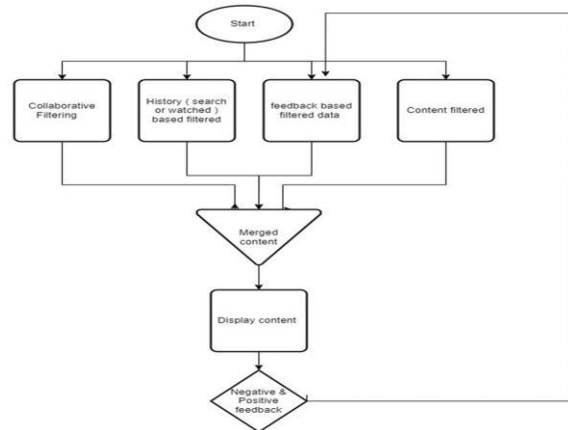 Start
Collaborative
Filtering
History ( search
or watched )
based filtered
feedback based
filtered data
Content filtered
Merged
content
Display content
Negative &
Positive
feedback